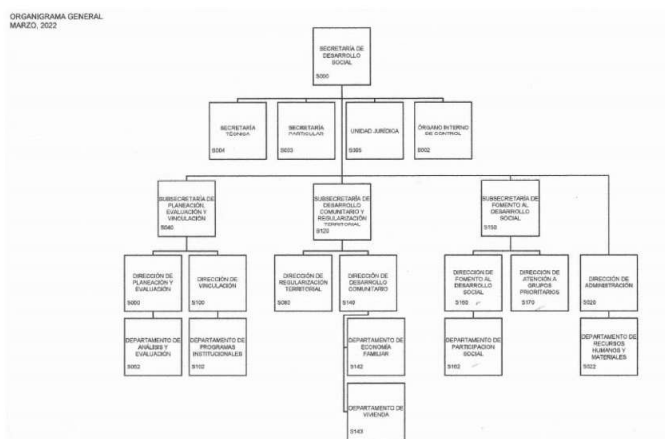 ORGANIGRAMA GENERAL
MARZO, 2022
SECRETARÍA DE
DESARROLLO
SOCIAL
SECRETARÍA
TÉCNICA
S004
SECRETARÍA
PARTICULAR
S003
UNIDAD JURÍDICA
ÓRGANO INTERNO
DE CONTROL
S002
SUBSECRETARÍA DE
PLANEACIÓN,
EVALUACIÓN Y
VINCULACIÓN
S040
SUBSECRETARÍA DE
DESARROLLO
COMUNITARIO Y
REGULARIZACIÓN
TERRITORIAL
S120
SUBSECRETARÍA DE
FOMENTO AL
DESARROLLO
SOCIAL
S150
DIRECCIÓN DE
PLANEACIÓN Y
EVALUACIÓN
DIRECCIÓN DE
VINCULACIÓN
S100
DIRECCIÓN DE
REGULARIZACIÓN
TERRITORIAL
DIRECCIÓN DE
DESARROLLO
COMUNITARIO
S140
DIRECCIÓN DE
FOMENTO AL
DESARROLLO
SOCIAL
S160
DIRECCIÓN DE
ATENCIÓN A
GRUPOS
PRIORITARIOS
S170
DIRECCIÓN DE
ADMINISTRACIÓN
S020
DEPARTAMENTO DE
ANÁLISIS Y
EVALUACIÓN
DEPARTAMENTO DE
PROGRAMAS
INSTITUCIONALES
S102
DEPARTAMENTO DE
ECONOMÍA
FAMILIAR
S142
DEPARTAMENTO DE
PARTICIPACIÓN
SOCIAL
S162
DEPARTAMENTO DE
RECURSOS
HUMANOS Y
MATERIALES
S022
DEPARTAMENTO DE
VIVIENDA
S143